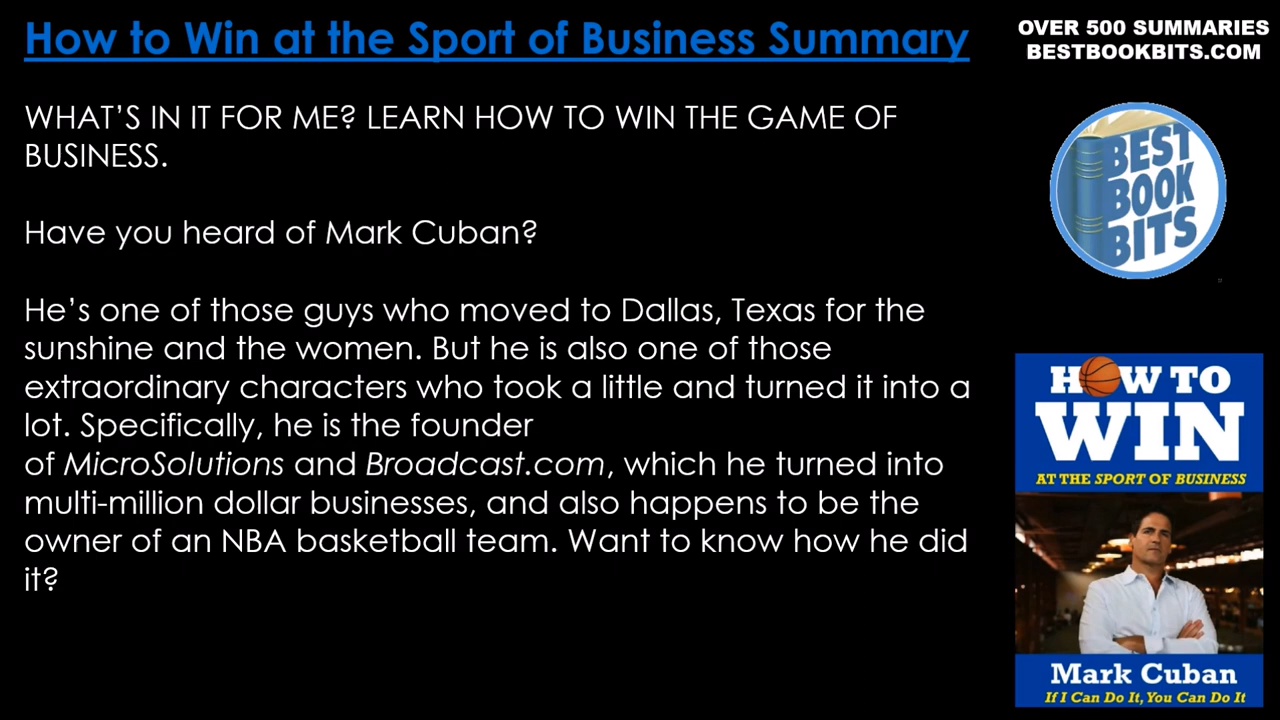 How to Win at the Sport of Business Summary
WHAT’S IN IT FOR ME? LEARN HOW TO WIN THE GAME OF
BUSINESS.
Have you heard of Mark Cuban?
He’s one of those guys who moved to Dallas, Texas for the
sunshine and the women. But he is also one of those
extraordinary characters who took a little and turned it into a
lot. Specifically, he is the founder
of MicroSolutions and Broadcast.com, which he turned into
multi-million dollar businesses, and also happens to be the
owner of an NBA basketball team. Want to know how he did
it?
OVER 500 SUMMARIES
BESTBOOKBITS.COM
BEST
BOOK
BITS
HOW TO
WIN
AT THE SPORT OF BUSINESS
Mark Cuban
If I Can Do It, You Can Do It